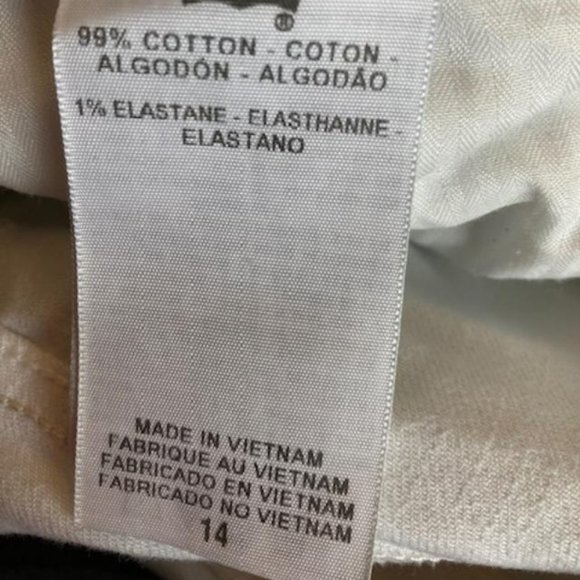 99% COTTON - COTON -
ALGODÓN - ALGODÃO
1% ELASTANE - ELASTHANNE -
ELASTANO
MADE IN VIETNAM
FABRIQUE AU VIETNAM
FABRICADO EN VIETNAM
FABRICADO NO VIETNAM
14